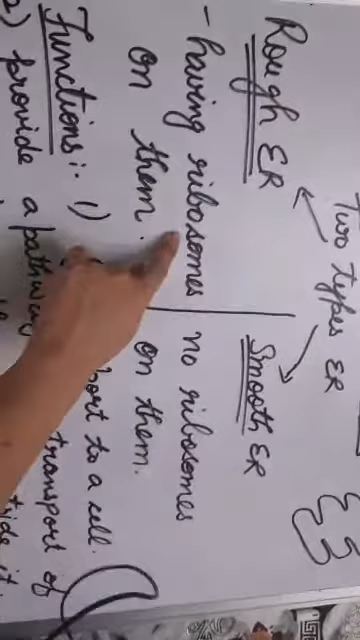 Two types ER
Rough ER
Smooth ER
- having ribosomes
on them.
no ribosomes
on them.
Functions:- 1)
to a cell.
2) provide a pathway
transport of